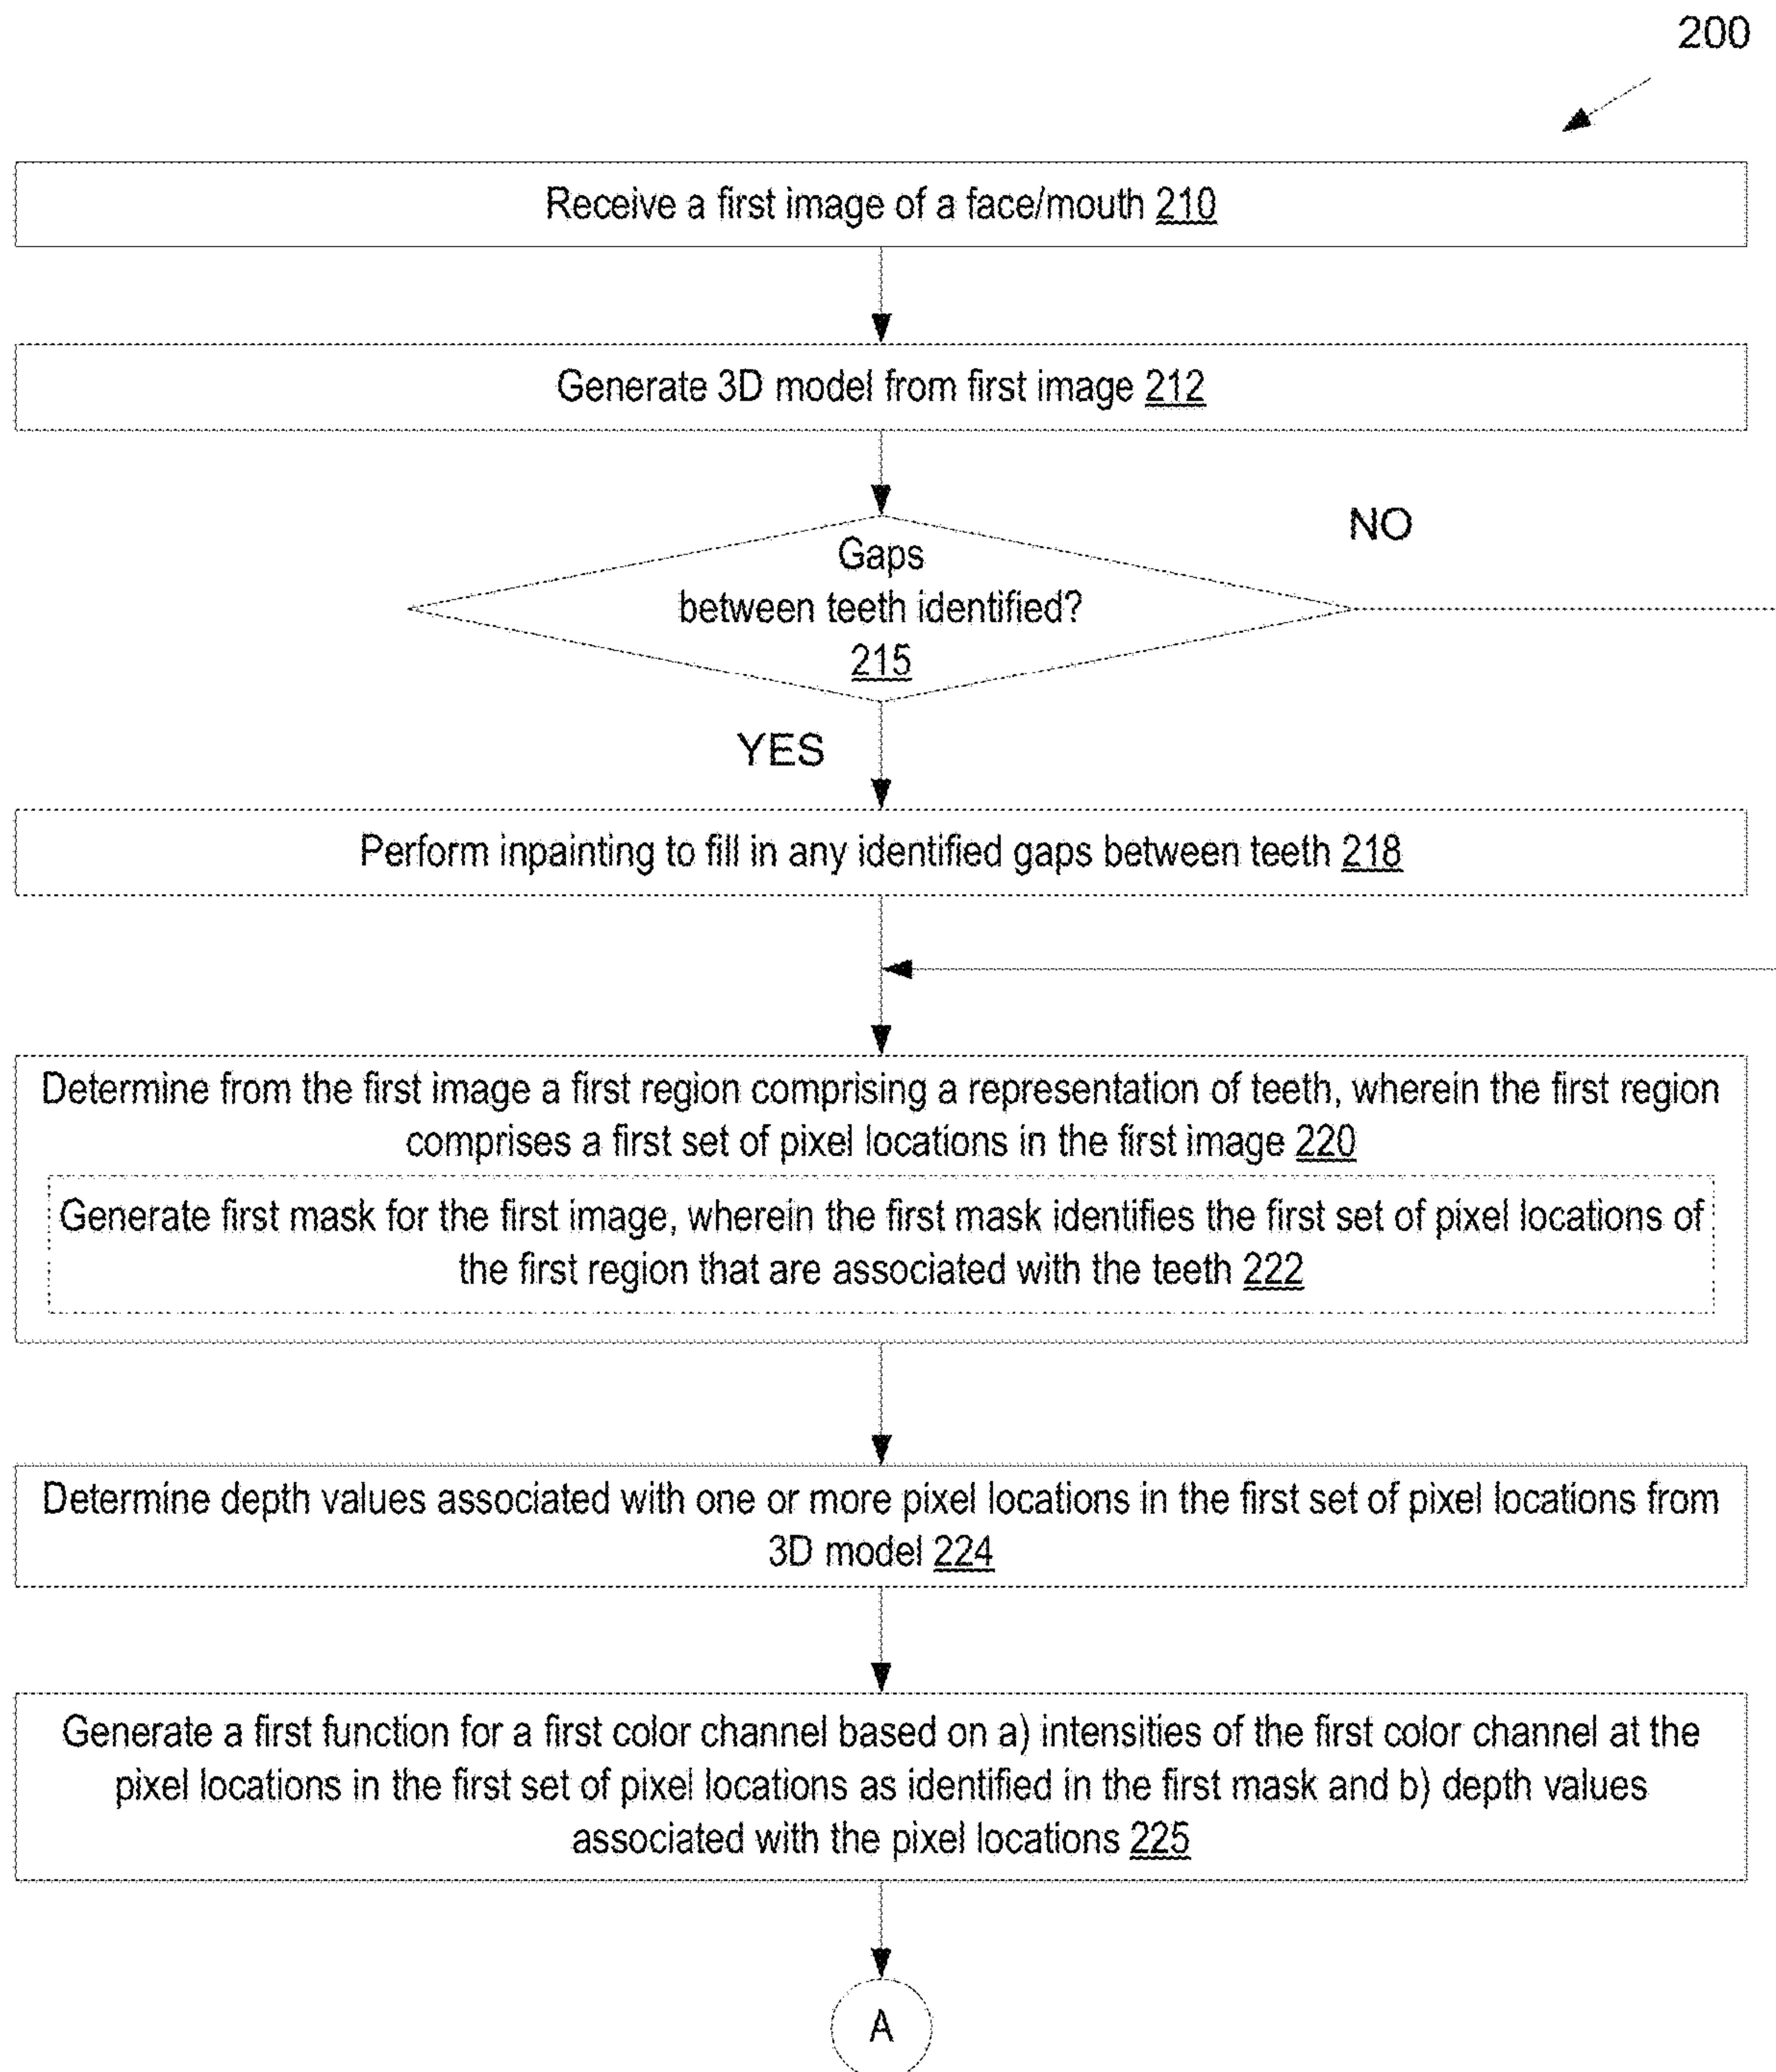 200
Receive a first image of a face/mouth 210
Generate 3D model from first image 212
NO
Gaps
between teeth identified?
215
YES
Perform inpainting to fill in any identified gaps between teeth 218
Determine from the first image a first region comprising a representation of teeth, wherein the first region
comprises a first set of pixel locations in the first image 220
Generate first mask for the first image, wherein the first mask identifies the first set of pixel locations of
the first region that are associated with the teeth 222
Determine depth values associated with one or more pixel locations in the first set of pixel locations from
3D model 224
Generate a first function for a first color channel based on a) intensities of the first color channel at the
pixel locations in the first set of pixel locations as identified in the first mask and b) depth values
associated with the pixel locations 225
A